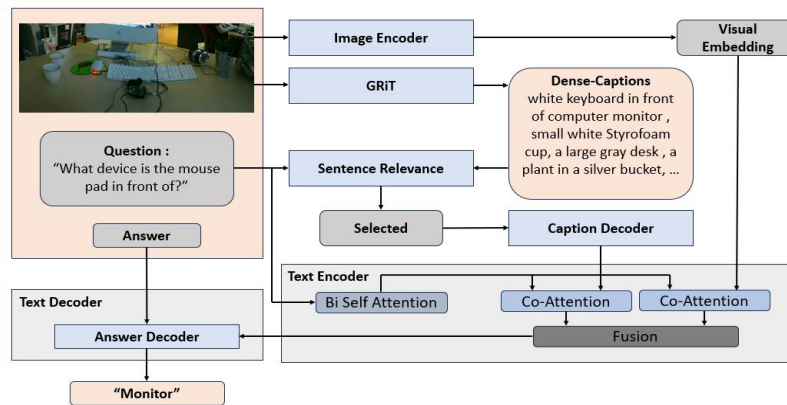 Image Encoder
Visual
Embedding
GRiT
Dense-Captions
white keyboard in front
of computer monitor ,
small white Styrofoam
cup, a large gray desk , a
plant in a silver bucket, ...
Question :
“What device is the mouse
pad in front of?”
Sentence Relevance
Selected
Caption Decoder
Answer
Text Encoder
Bi Self Attention
Co-Attention
Co-Attention
Fusion
Text Decoder
Answer Decoder
“Monitor”